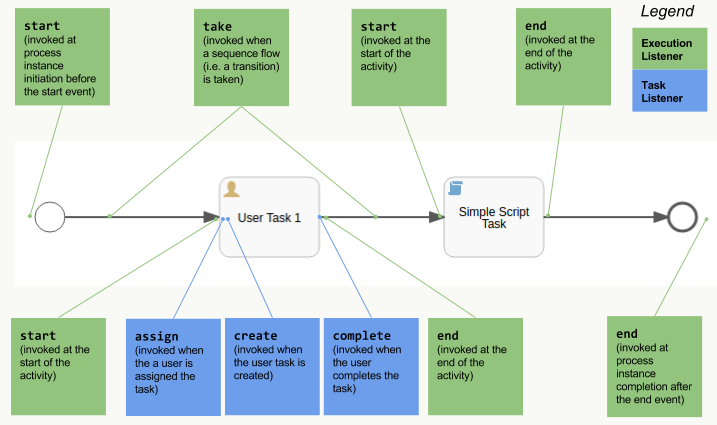 Legend
Execution
Listener
Task
Listener
start
(invoked at
process
instance
initiation before
the start event)
take
(invoked when
a sequence flow
(i.e. a transition)
is taken)
start
(invoked at the
start of the
activity)
end
(invoked at the
end of the
activity)
User Task 1
Simple Script
Task
start
(invoked at the
start of the
activity)
assign
(invoked when
the a user is
assigned the
task)
create
(invoked when
the user task is
created)
complete
(invoked when
the user
completes the
task)
end
(invoked at the
end of the
activity)
end
(invoked at
process
instance
completion after
the end event)